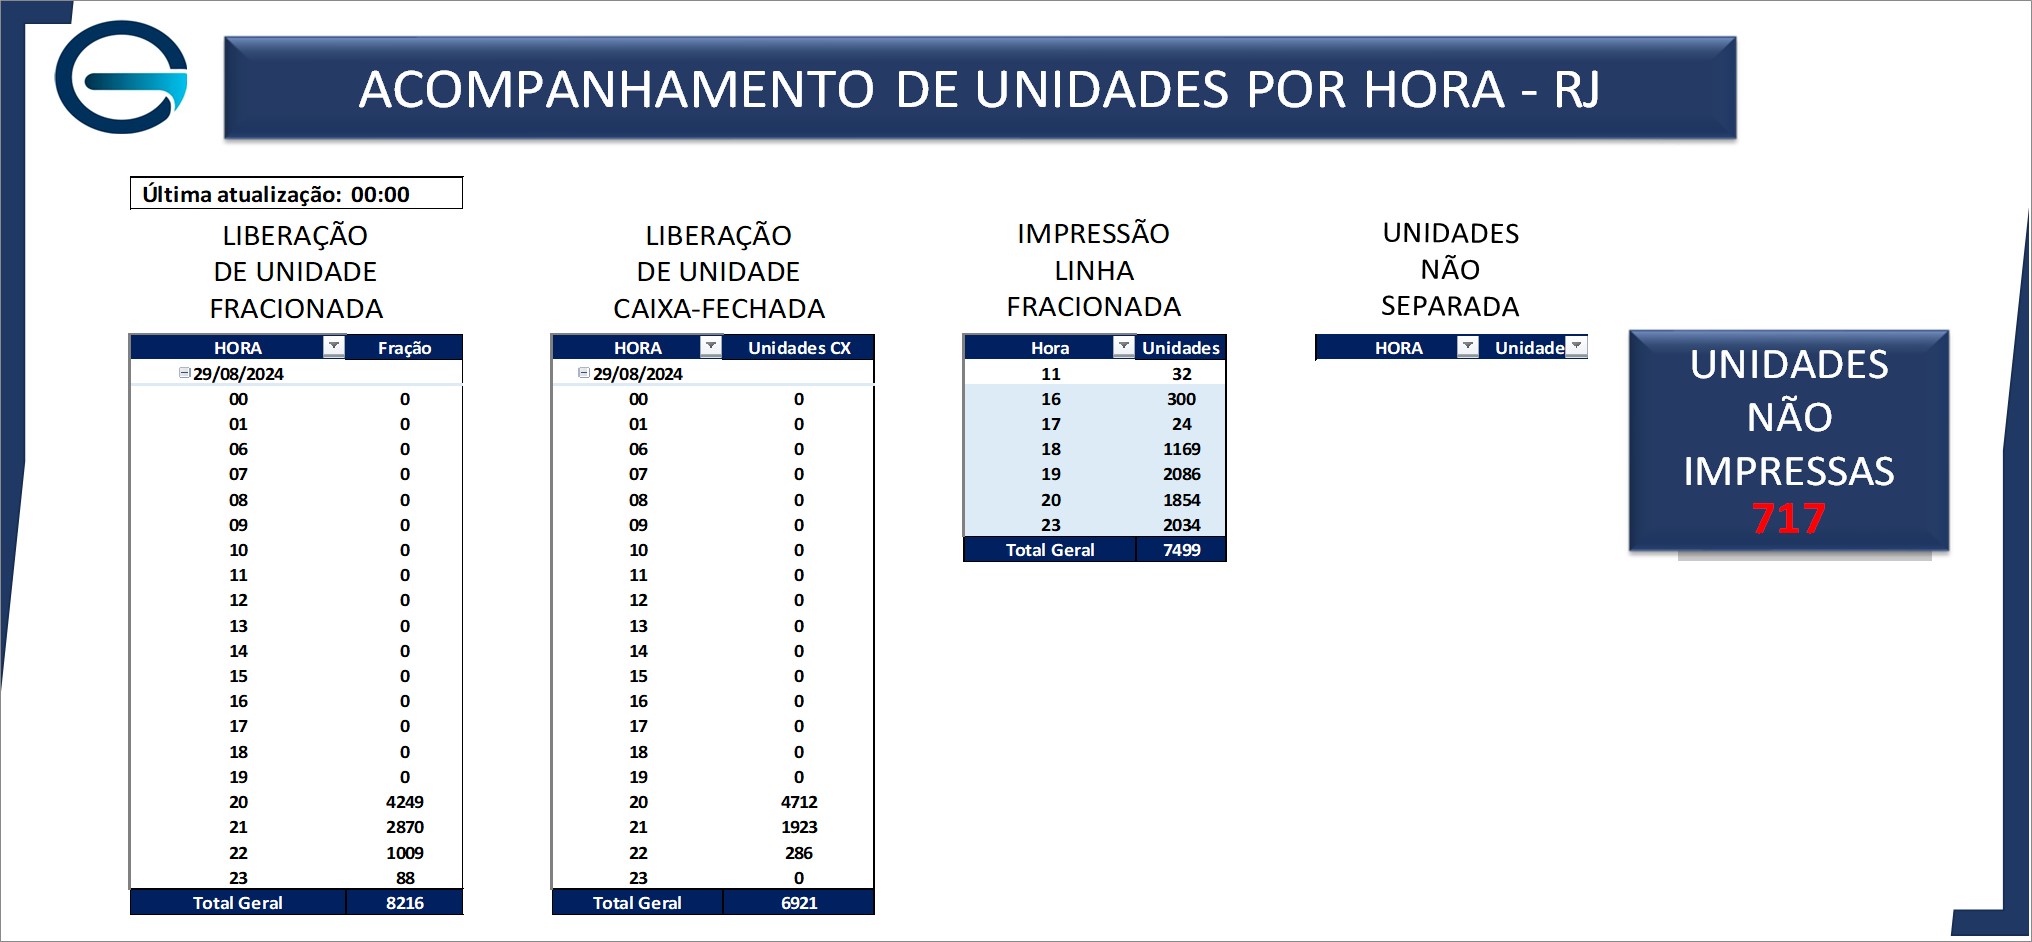 ACOMPANHAMENTO DE UNIDADES POR HORA - RJ
Última atualização: 00:00
LIBERAÇÃO
DE UNIDADE
FRACIONADA
HORA Fração
29/08/2024
00 0
01 0
06 0
07 0
08 0
09 0
10 0
11 0
12 0
13 0
14 0
15 0
16 0
17 0
18 0
19 0
20 4249
21 2870
22 1009
23 88
Total Geral 8216
LIBERAÇÃO
DE UNIDADE
CAIXA-FECHADA
HORA Unidades CX
29/08/2024
00 0
01 0
06 0
07 0
08 0
09 0
10 0
11 0
12 0
13 0
14 0
15 0
16 0
17 0
18 0
19 0
20 4712
21 1923
22 286
23 0
Total Geral 6921
IMPRESSÃO
LINHA
FRACIONADA
Hora Unidades
11 32
16 300
17 24
18 1169
19 2086
20 1854
23 2034
Total Geral 7499
UNIDADES
NÃO
SEPARADA
HORA Unidade
UNIDADES
NÃO
IMPRESSAS
717